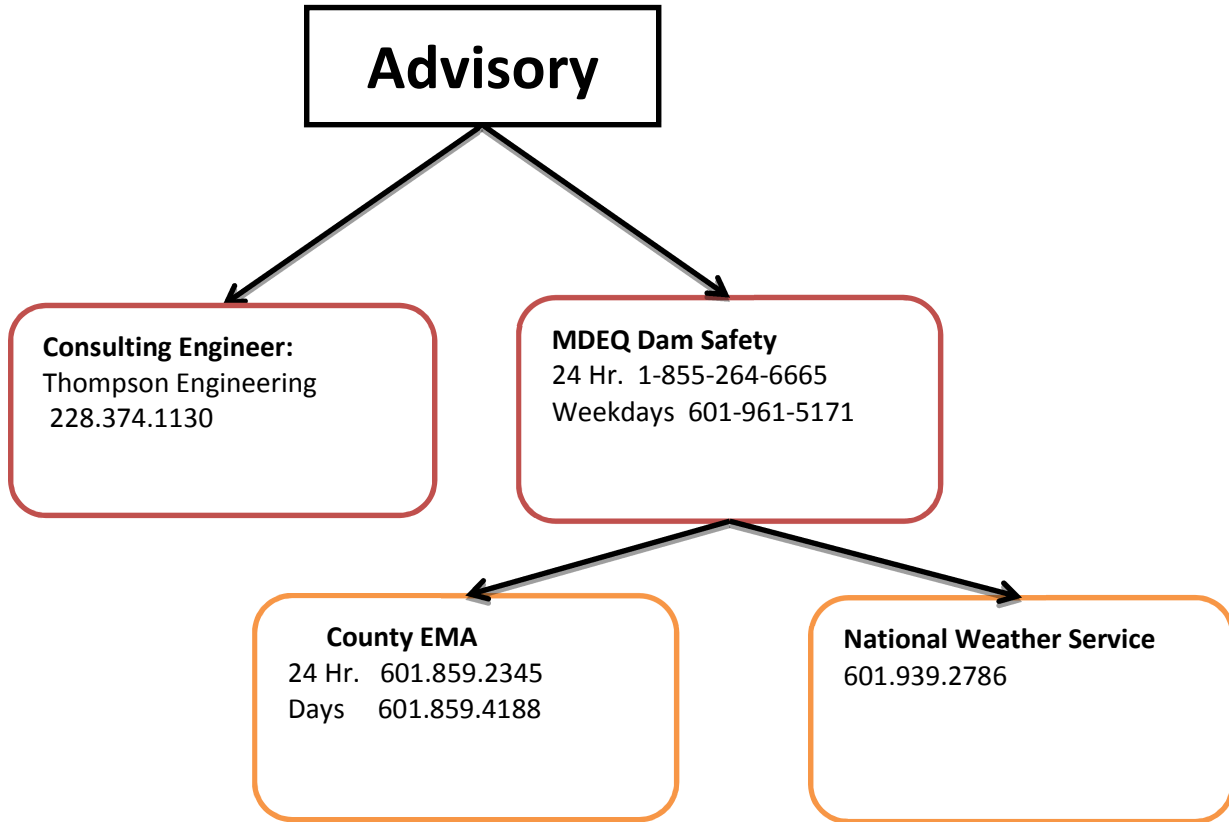 Advisory
Consulting Engineer:
Thompson Engineering
228.374.1130
MDEQ Dam Safety
24 Hr.  1-855-264-6665
Weekdays  601-961-5171
County EMA
24 Hr.   601.859.2345
Days     601.859.4188
National Weather Service
601.939.2786